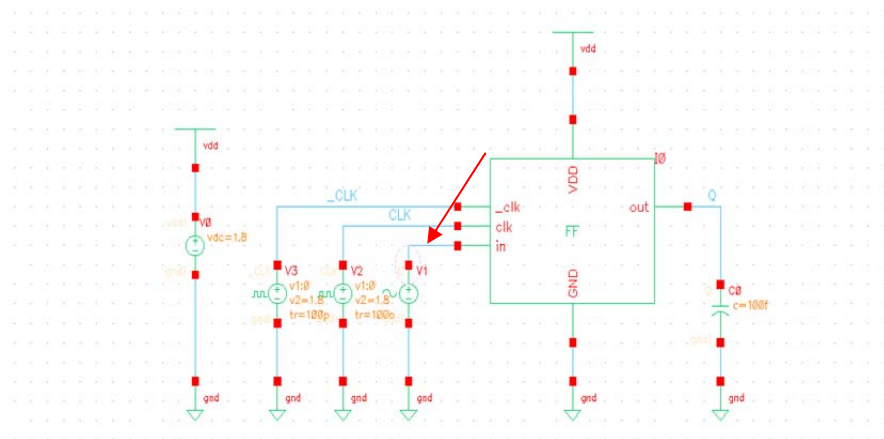 vdd
vdd
I0
VDD
_CLK
_clk
out
Q
CLK
clk
FF
in
V0
vdc=1.8
V3
V2
V1
GND
C0
c=100f
v1:0
v1:0
v2=1.8
v2=1.8
tr=100p
tr=100p
gnd
gnd
gnd
gnd
gnd
gnd